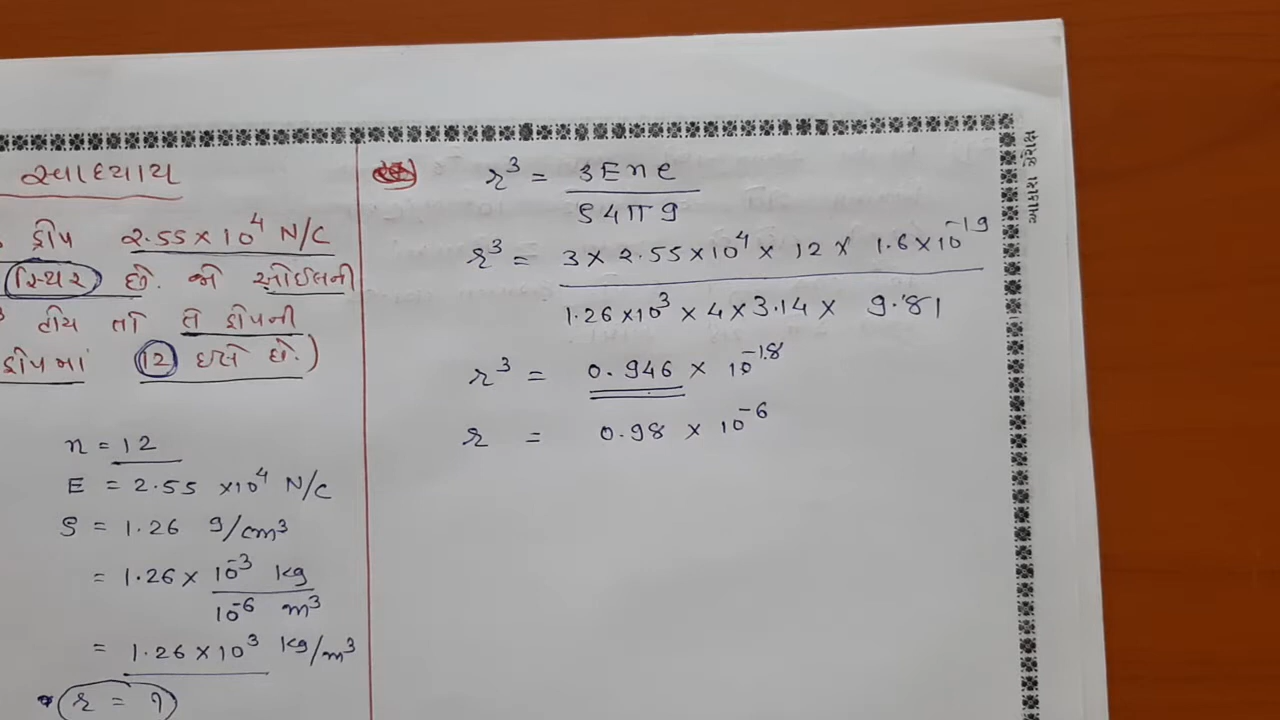 સ્વાધ્યાય
ડ્રોપ 2.55 × 10⁴ N/C
સ્થિર છે. જો ઓઈલની
હોય તો તે ડ્રોપની
ડ્રોપમાં 12 ઇલે છે.)
n = 12
E = 2.55 ×10⁴ N/C
ρ = 1.26 g/cm³
= 1.26 × 10⁻³ kg / 10⁻⁶ m³
= 1.26 × 10³ kg/m³
r = ?
r³ = 3Ene / ρ4πg
r³ = 3 × 2.55×10⁴ × 12 × 1.6×10⁻¹⁹ / 1.26×10³ × 4 × 3.14 × 9.81
r³ = 0.946 × 10⁻¹⁸
r = 0.98 × 10⁻⁶